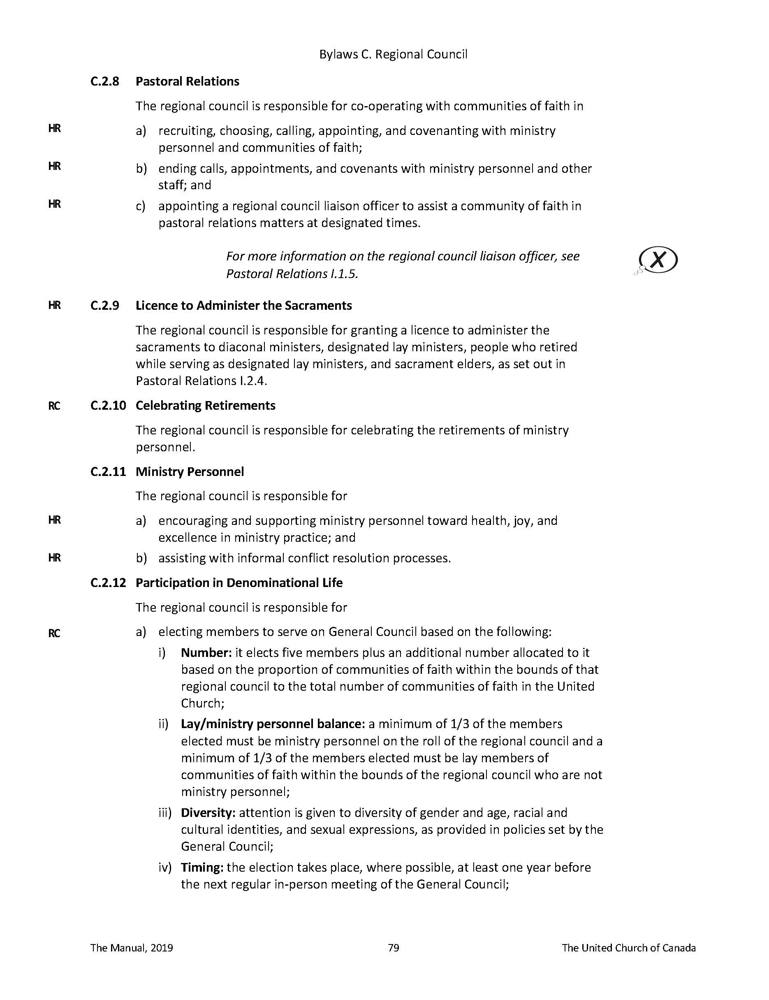 Bylaws C. Regional Council
C.2.8 Pastoral Relations
The regional council is responsible for co-operating with communities of faith in
HR a) recruiting, choosing, calling, appointing, and covenanting with ministry
personnel and communities of faith;
HR b) ending calls, appointments, and covenants with ministry personnel and other
staff; and
HR c) appointing a regional council liaison officer to assist a community of faith in
pastoral relations matters at designated times.
For more information on the regional council liaison officer, see
Pastoral Relations I.1.5.
X
HR C.2.9 Licence to Administer the Sacraments
The regional council is responsible for granting a licence to administer the
sacraments to diaconal ministers, designated lay ministers, people who retired
while serving as designated lay ministers, and sacrament elders, as set out in
Pastoral Relations I.2.4.
RC C.2.10 Celebrating Retirements
The regional council is responsible for celebrating the retirements of ministry
personnel.
C.2.11 Ministry Personnel
The regional council is responsible for
HR a) encouraging and supporting ministry personnel toward health, joy, and
excellence in ministry practice; and
HR b) assisting with informal conflict resolution processes.
C.2.12 Participation in Denominational Life
The regional council is responsible for
RC a) electing members to serve on General Council based on the following:
i) Number: it elects five members plus an additional number allocated to it
based on the proportion of communities of faith within the bounds of that
regional council to the total number of communities of faith in the United
Church;
ii) Lay/ministry personnel balance: a minimum of 1/3 of the members
elected must be ministry personnel on the roll of the regional council and a
minimum of 1/3 of the members elected must be lay members of
communities of faith within the bounds of the regional council who are not
ministry personnel;
iii) Diversity: attention is given to diversity of gender and age, racial and
cultural identities, and sexual expressions, as provided in policies set by the
General Council;
iv) Timing: the election takes place, where possible, at least one year before
the next regular in-person meeting of the General Council;
The Manual, 2019 79 The United Church of Canada